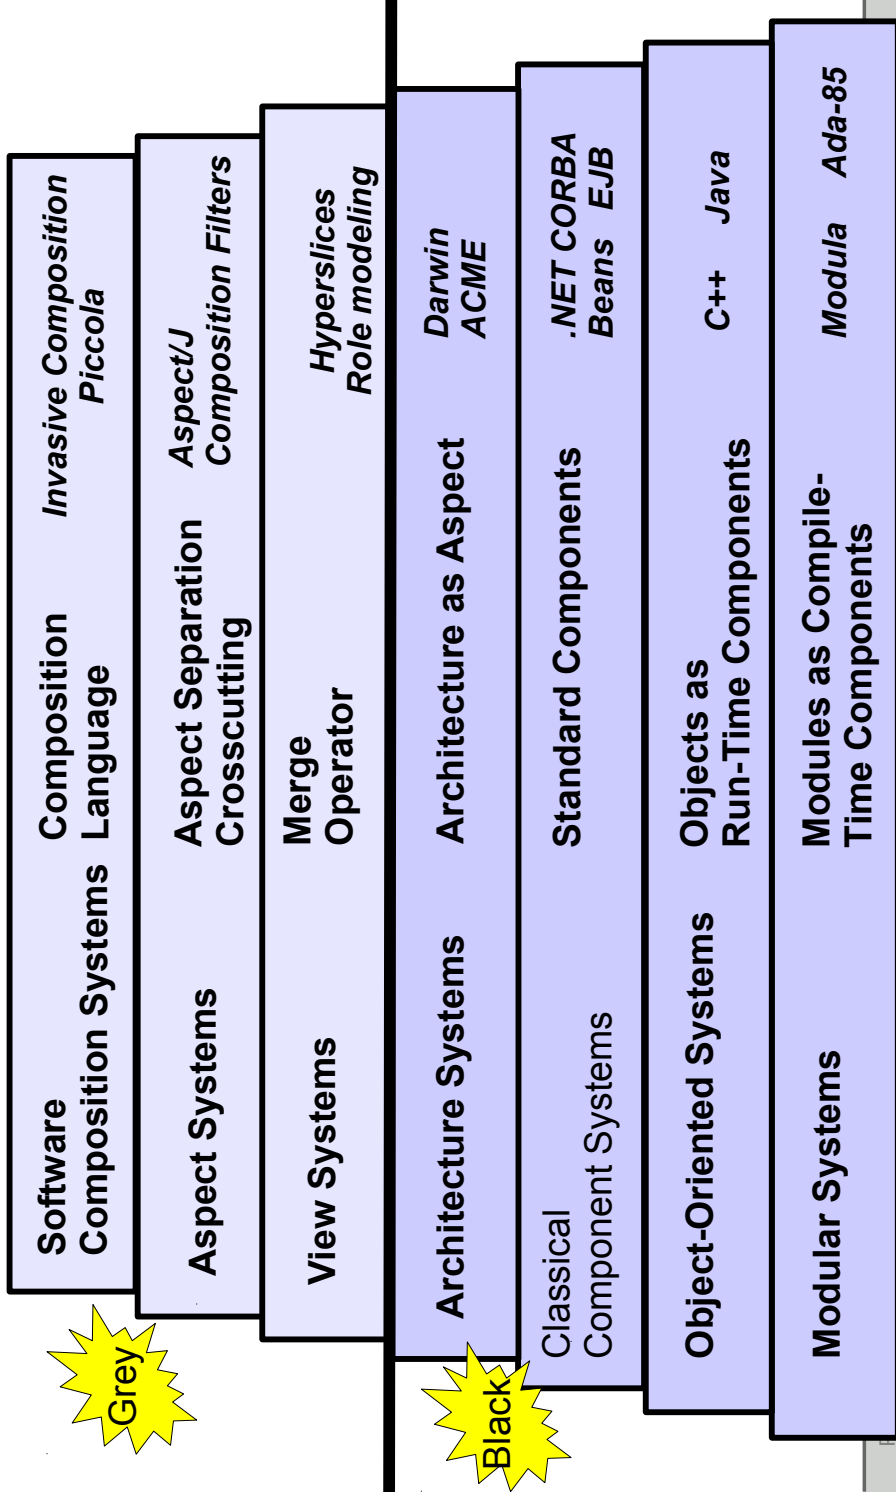 Grey
Software
Composition Systems
Composition
Language
Invasive Composition
Piccola
Aspect Systems
Aspect Separation
Crosscutting
Aspect/J
Composition Filters
View Systems
Merge
Operator
Hyperslices
Role modeling
Black
Architecture Systems
Architecture as Aspect
Darwin
ACME
Classical
Component Systems
Standard Components
.NET CORBA
Beans EJB
Object-Oriented Systems
Objects as
Run-Time Components
C++ Java
Modular Systems
Modules as Compile-
Time Components
Modula Ada-85